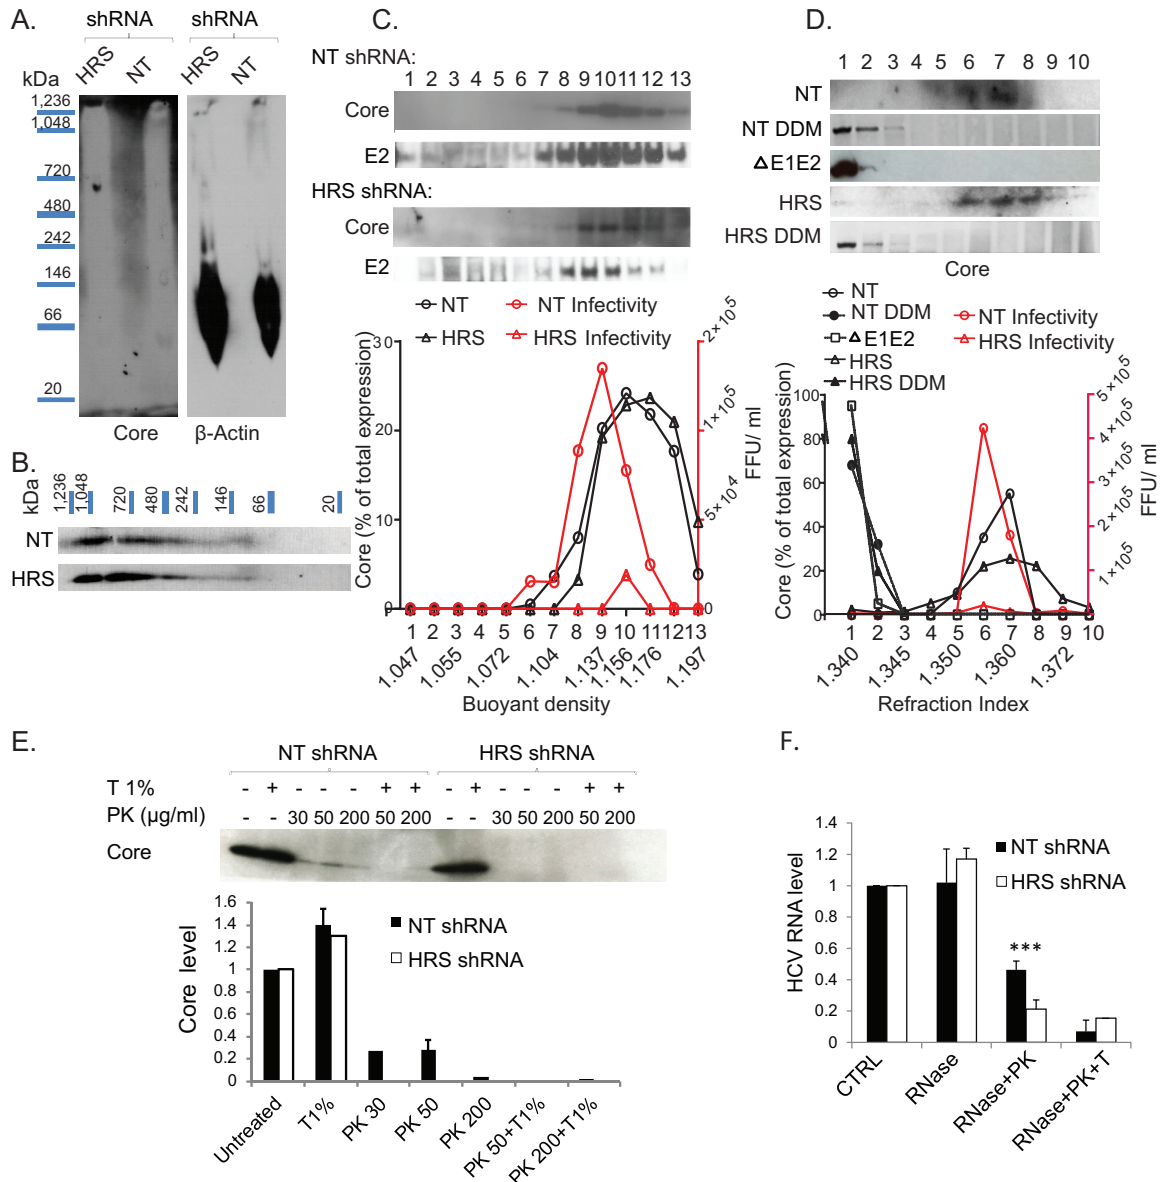 A.
shRNA
shRNA
HRS
NT
HRS
NT
kDa
1,236
1,048
720
480
242
146
66
20
Core
β-Actin
B.
kDa
1,236
1,048
720
480
242
146
66
20
NT
HRS
C.
NT shRNA:
1 2 3 4 5 6 7 8 9 10 11 12 13
Core
E2
HRS shRNA:
Core
E2
NT
NT Infectivity
HRS
HRS Infectivity
Core (% of total expression)
30
20
10
0
2×10⁵
1×10⁵
5×10⁴
0
FFU/ ml
1 2 3 4 5 6 7 8 9 10 11 12 13
1.047
1.055
1.072
1.104
1.137
1.156
1.176
1.197
Buoyant density
D.
1 2 3 4 5 6 7 8 9 10
NT
NT DDM
ΔE1E2
HRS
HRS DDM
Core
NT
NT DDM
ΔE1E2
HRS
HRS DDM
NT Infectivity
HRS Infectivity
Core (% of total expression)
100
80
60
40
20
0
5×10⁵
4×10⁵
3×10⁵
2×10⁵
1×10⁵
FFU/ ml
1 2 3 4 5 6 7 8 9 10
1.340
1.345
1.350
1.360
1.372
Refraction Index
E.
NT shRNA
HRS shRNA
T 1% - + - - - + + - + - - - + +
PK (µg/ml) - - 30 50 200 50 200 - - 30 50 200 50 200
Core
Core level
1.6
1.4
1.2
1
0.8
0.6
0.4
0.2
0
NT shRNA
HRS shRNA
Untreated
T1%
PK 30
PK 50
PK 200
PK 50+T1%
PK 200+T1%
F.
HCV RNA level
1.4
1.2
1
0.8
0.6
0.4
0.2
0
NT shRNA
HRS shRNA
***
CTRL
RNase
RNase+PK
RNase+PK+T